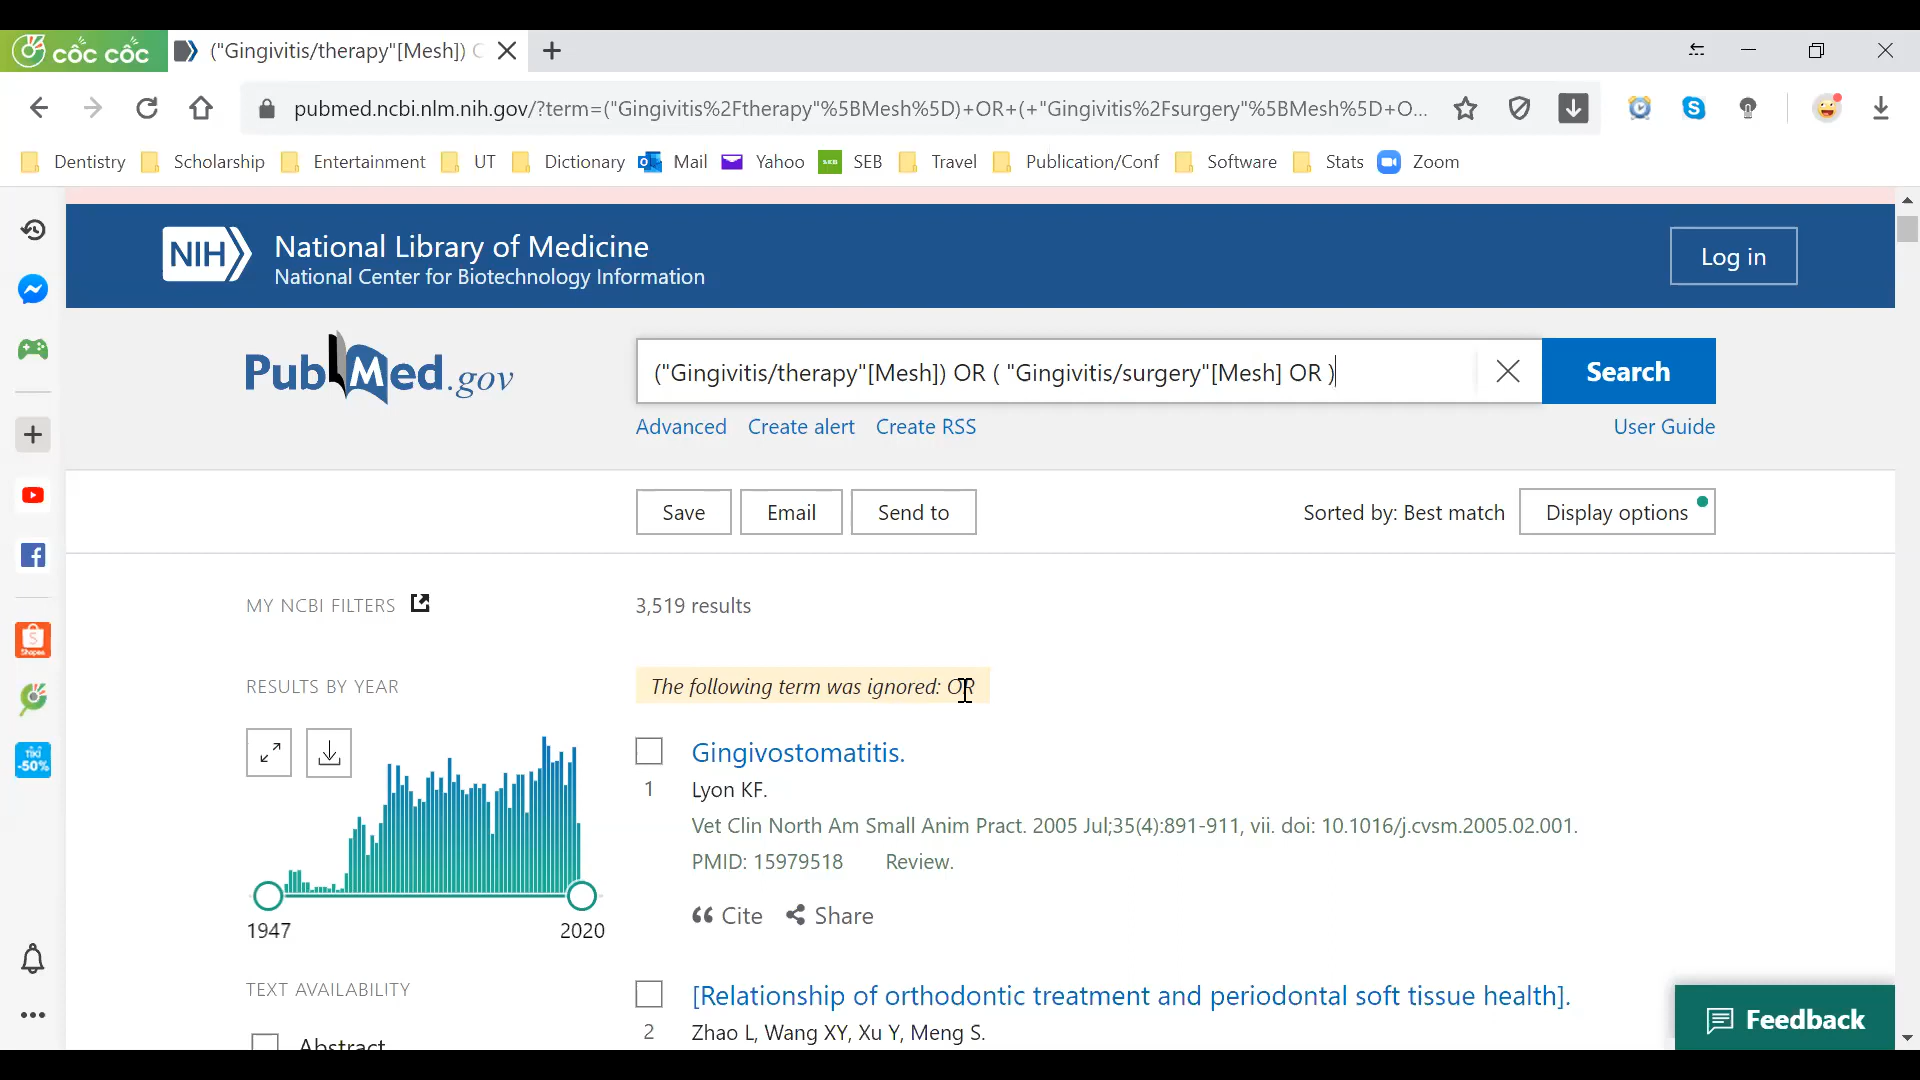 cốc cốc
("Gingivitis/therapy"[Mesh])
pubmed.ncbi.nlm.nih.gov/?term=("Gingivitis%2Ftherapy"%5BMesh%5D)+OR+(+"Gingivitis%2Fsurgery"%5BMesh%5D+O...
Dentistry Scholarship Entertainment UT Dictionary Mail Yahoo SEB SEB Travel Publication/Conf Software Stats Zoom
NIH National Library of Medicine
National Center for Biotechnology Information
Log in
PubMed.gov
("Gingivitis/therapy"[Mesh]) OR ( "Gingivitis/surgery"[Mesh] OR )
Search
Advanced Create alert Create RSS User Guide
Save Email Send to Sorted by: Best match Display options
MY NCBI FILTERS
3,519 results
RESULTS BY YEAR
The following term was ignored: OR
Gingivostomatitis.
1 Lyon KF.
Vet Clin North Am Small Anim Pract. 2005 Jul;35(4):891-911, vii. doi: 10.1016/j.cvsm.2005.02.001.
PMID: 15979518 Review.
Cite Share
1947 2020
TEXT AVAILABILITY
Abstract
[Relationship of orthodontic treatment and periodontal soft tissue health].
2 Zhao L, Wang XY, Xu Y, Meng S.
Feedback
Shopee
TIKI
-50%